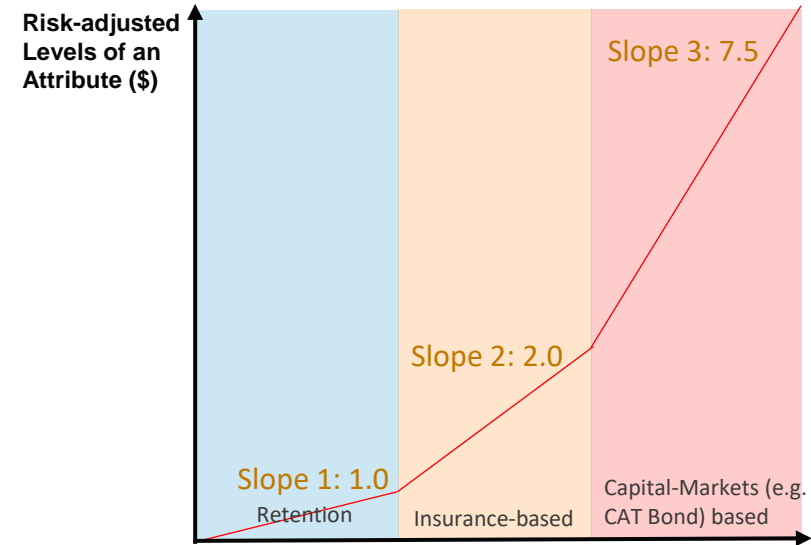 Risk-adjusted
Levels of an
Attribute ($)
Slope 3: 7.5
Slope 2: 2.0
Slope 1: 1.0
Retention
Insurance-based
Capital-Markets (e.g.
CAT Bond) based